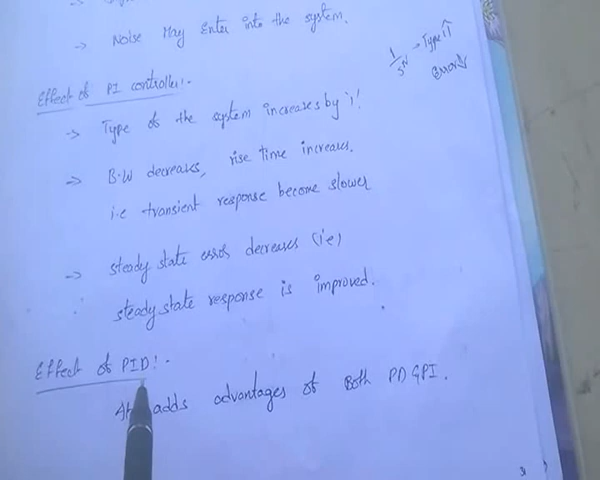 → Noise May Enter into the system.
1/S^N → Type ↑
Error↓
Effect of PI controller:-
→ Type of the system increases by '1'
→ B.W decreases, rise time increases.
i.e transient response become slower
→ steady state error decreases (i.e)
steady state response is improved.
Effect of PID:-
It adds advantages of Both PD & PI.